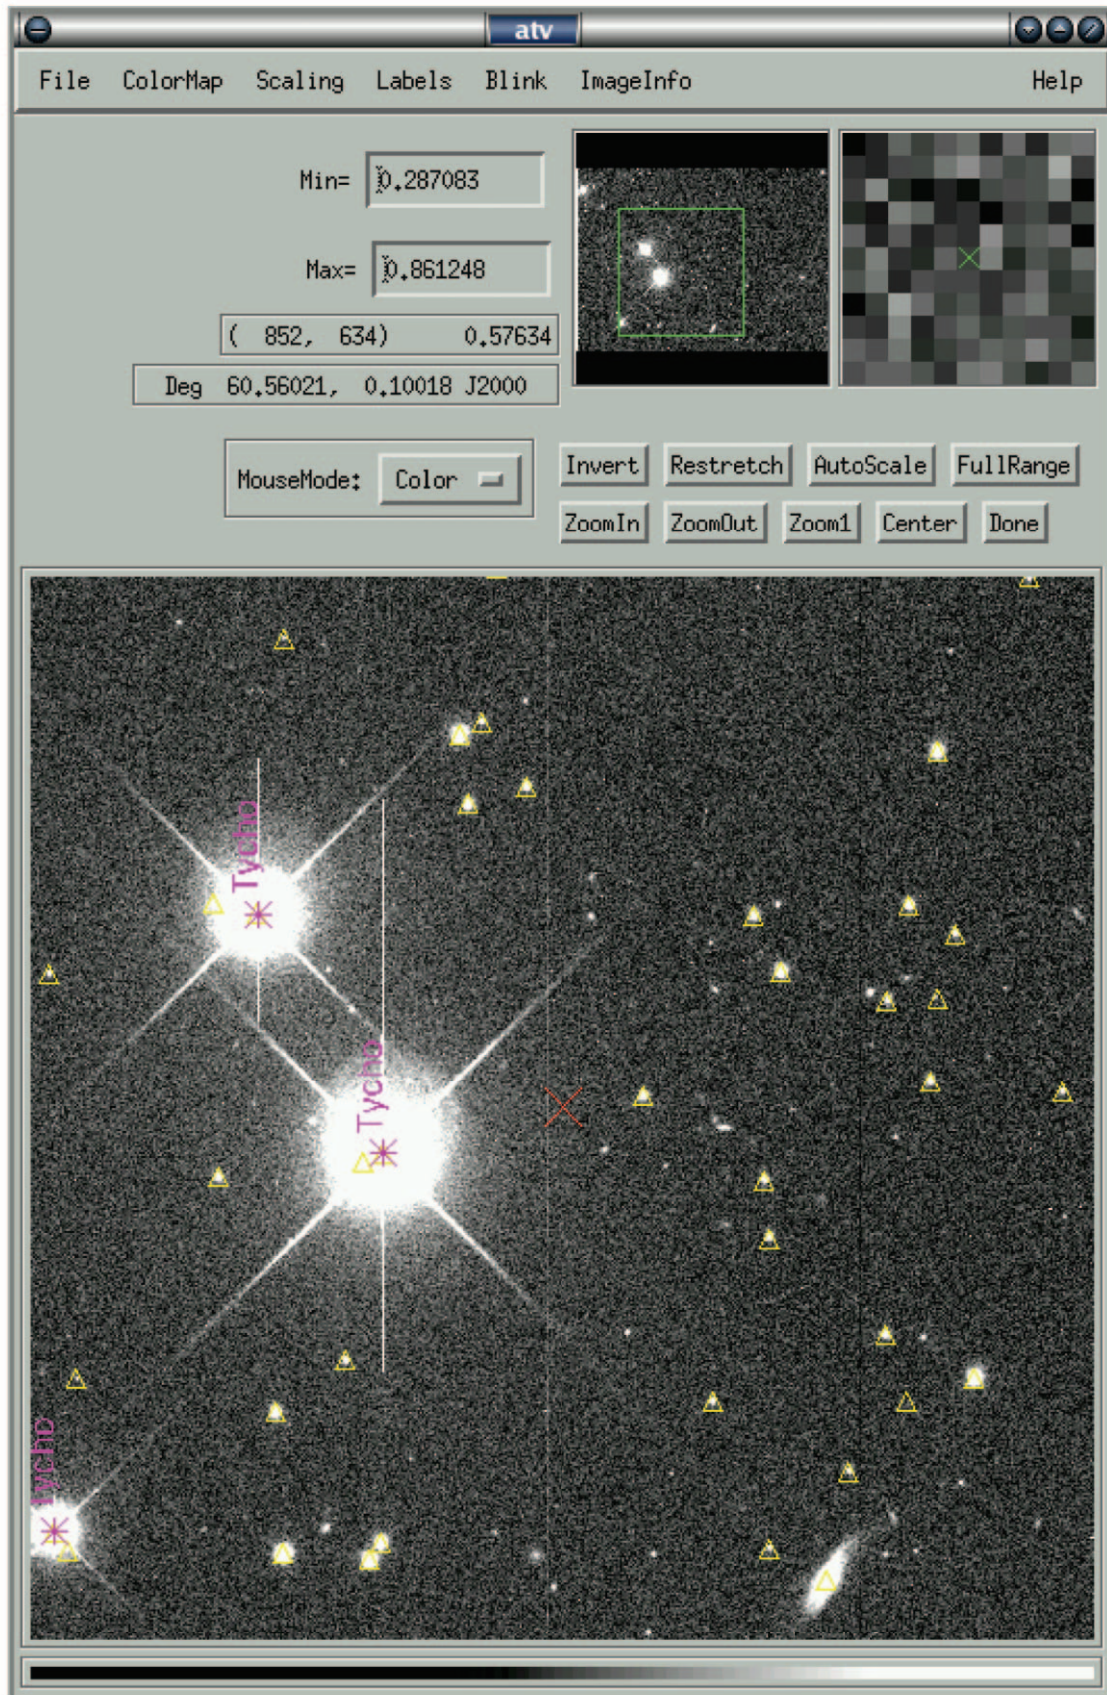 atv
File ColorMap Scaling Labels Blink ImageInfo Help
Min= 0.287083
Max= 0.861248
( 852, 634) 0.57634
Deg 60.56021, 0.10018 J2000
MouseMode: Color
Invert Restretch AutoScale FullRange
ZoomIn ZoomOut Zoom1 Center Done
Tycho
Tycho
Tycho